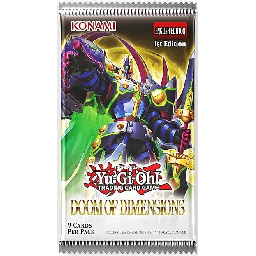 KONAMI
1st Edition
Yu-Gi-Oh!
TRADING CARD GAME
DOOM OF DIMENSIONS
9 CARDS
PER PACK